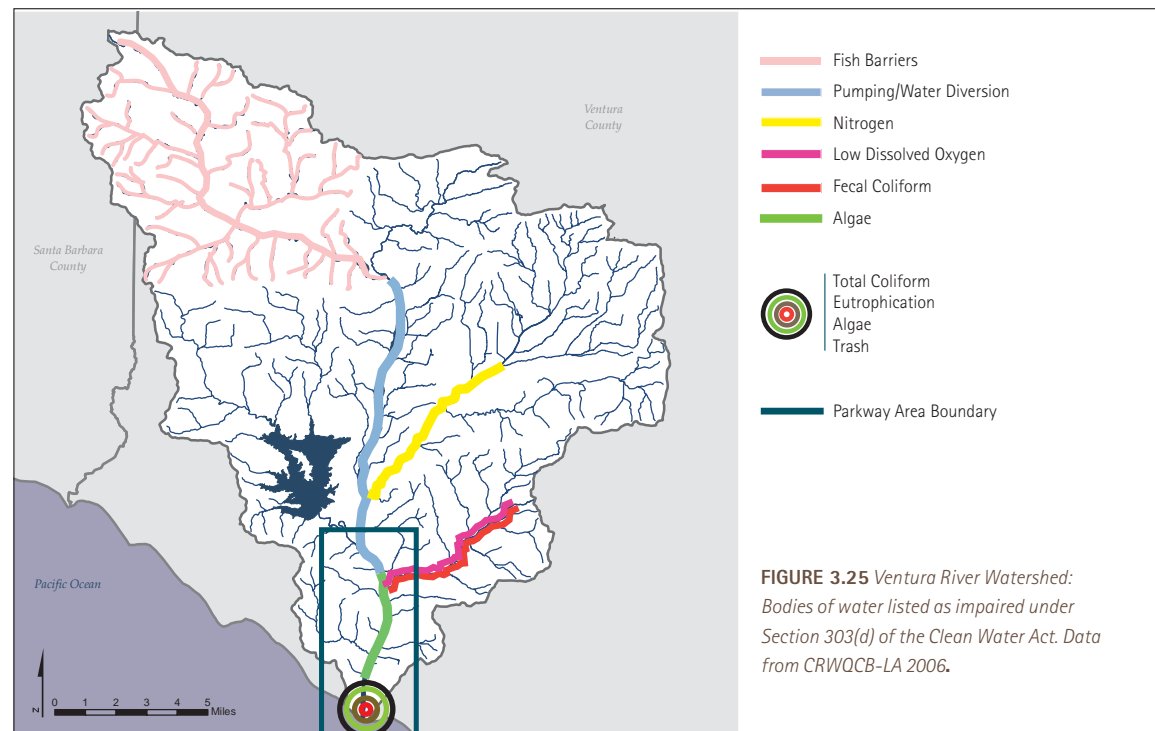 Ventura
County
Santa Barbara
County
Pacific Ocean
N
0 1 2 3 4 5
Miles
Fish Barriers
Pumping/Water Diversion
Nitrogen
Low Dissolved Oxygen
Fecal Coliform
Algae
Total Coliform
Eutrophication
Algae
Trash
Parkway Area Boundary
FIGURE 3.25 Ventura River Watershed:
Bodies of water listed as impaired under
Section 303(d) of the Clean Water Act. Data
from CRWQCB-LA 2006.